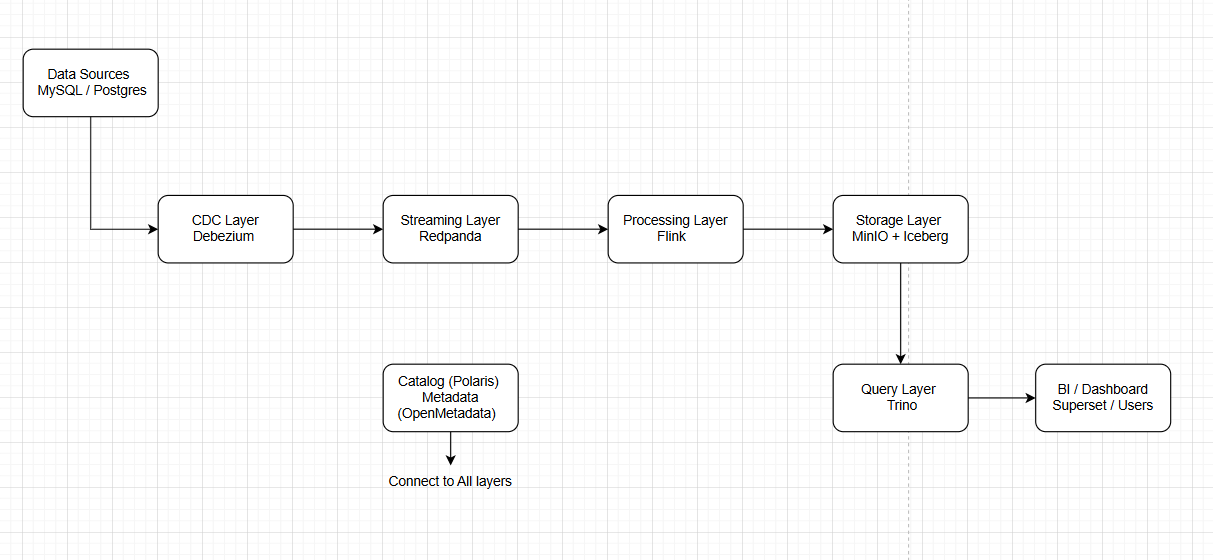 Data Sources
MySQL / Postgres
CDC Layer
Debezium
Streaming Layer
Redpanda
Processing Layer
Flink
Storage Layer
MinIO + Iceberg
Catalog (Polaris)
Metadata
(OpenMetadata)
Connect to All layers
Query Layer
Trino
BI / Dashboard
Superset / Users